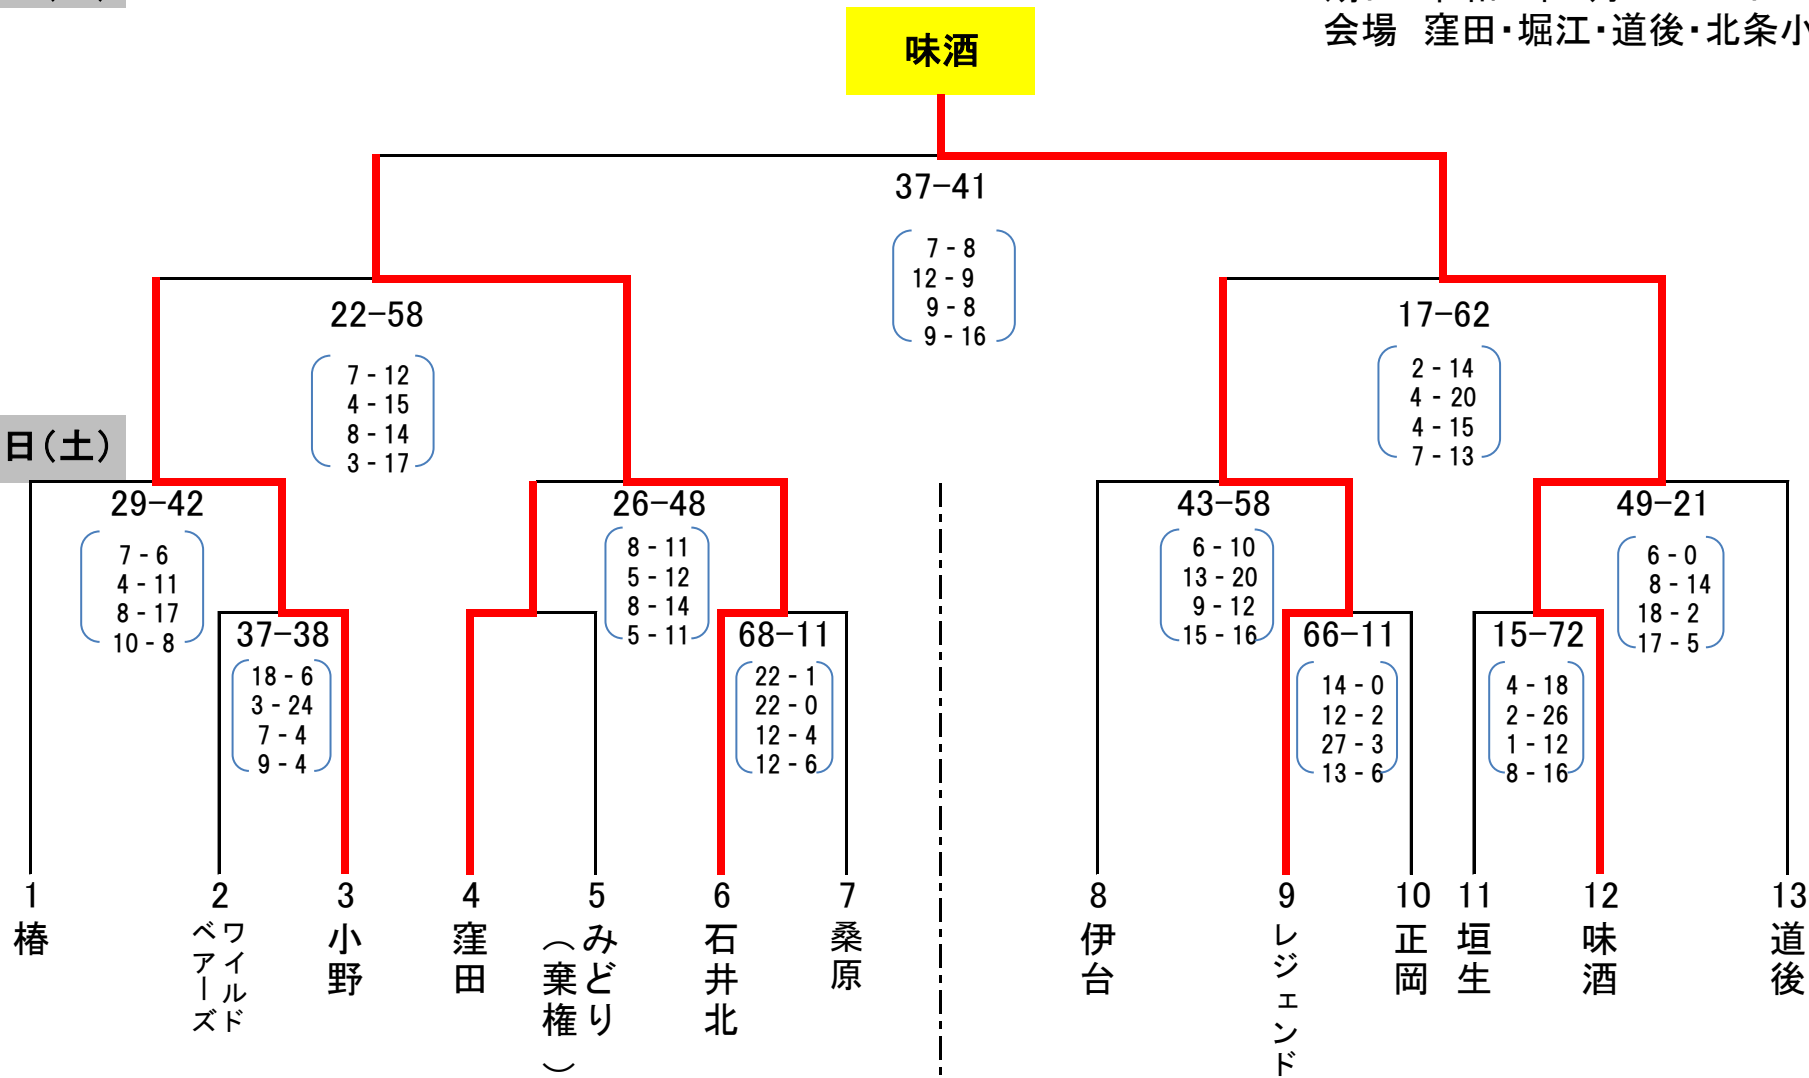 会場 窪田・堀江・道後・北条小
味酒
37-41
7 - 8
12 - 9
9 - 8
9 - 16
22-58
7 - 12
4 - 15
8 - 14
3 - 17
17-62
2 - 14
4 - 20
4 - 15
7 - 13
日(土)
29-42
7 - 6
4 - 11
8 - 17
10 - 8
26-48
8 - 11
5 - 12
8 - 14
5 - 11
43-58
6 - 10
13 - 20
9 - 12
15 - 16
49-21
6 - 0
8 - 14
18 - 2
17 - 5
37-38
18 - 6
3 - 24
7 - 4
9 - 4
68-11
22 - 1
22 - 0
12 - 4
12 - 6
66-11
14 - 0
12 - 2
27 - 3
13 - 6
15-72
4 - 18
2 - 26
1 - 12
8 - 16
1
椿
2
ワイルド
ベアーズ
3
小野
4
窪田
5
みどり
(棄権)
6
石井北
7
桑原
8
伊台
9
レジェンド
10
正岡
11
垣生
12
味酒
13
道後